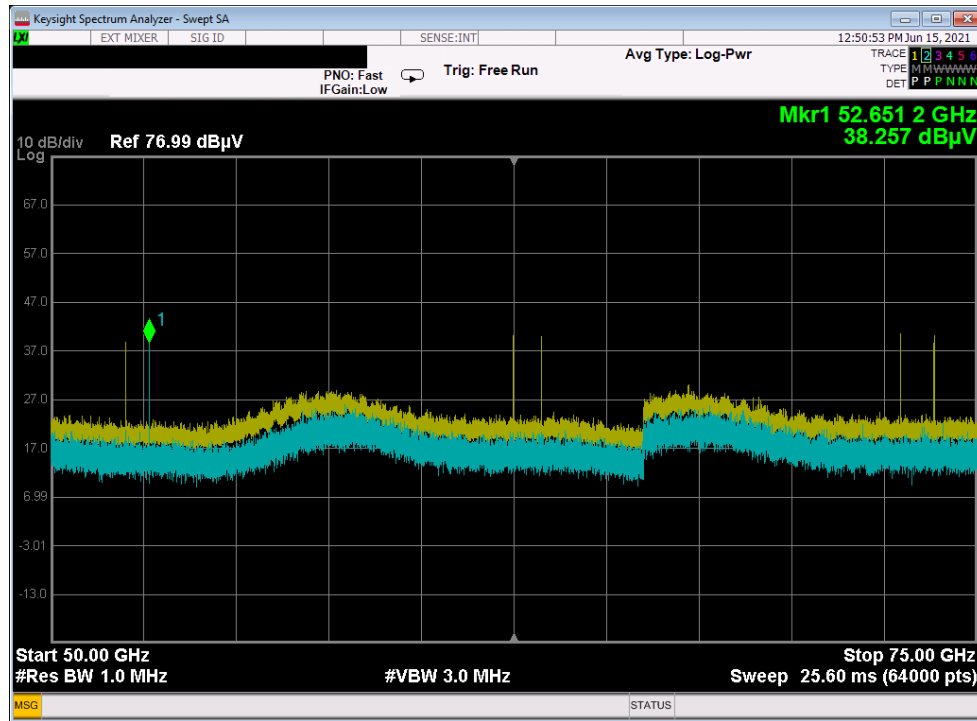 Keysight Spectrum Analyzer - Swept SA
LXI EXT MIXER SIG ID SENSE:INT 12:50:53 PM Jun 15, 2021
PNO: Fast Trig: Free Run Avg Type: Log-Pwr TRACE 1 2 3 4 5 6
IFGain:Low TYPE M M W W W W
DET P P P N N N
Mkr1 52.651 2 GHz
10 dB/div Ref 76.99 dBµV 38.257 dBµV
Log
67.0
57.0
47.0
1
37.0
27.0
17.0
6.99
-3.01
-13.0
Start 50.00 GHz Stop 75.00 GHz
#Res BW 1.0 MHz #VBW 3.0 MHz Sweep 25.60 ms (64000 pts)
MSG STATUS